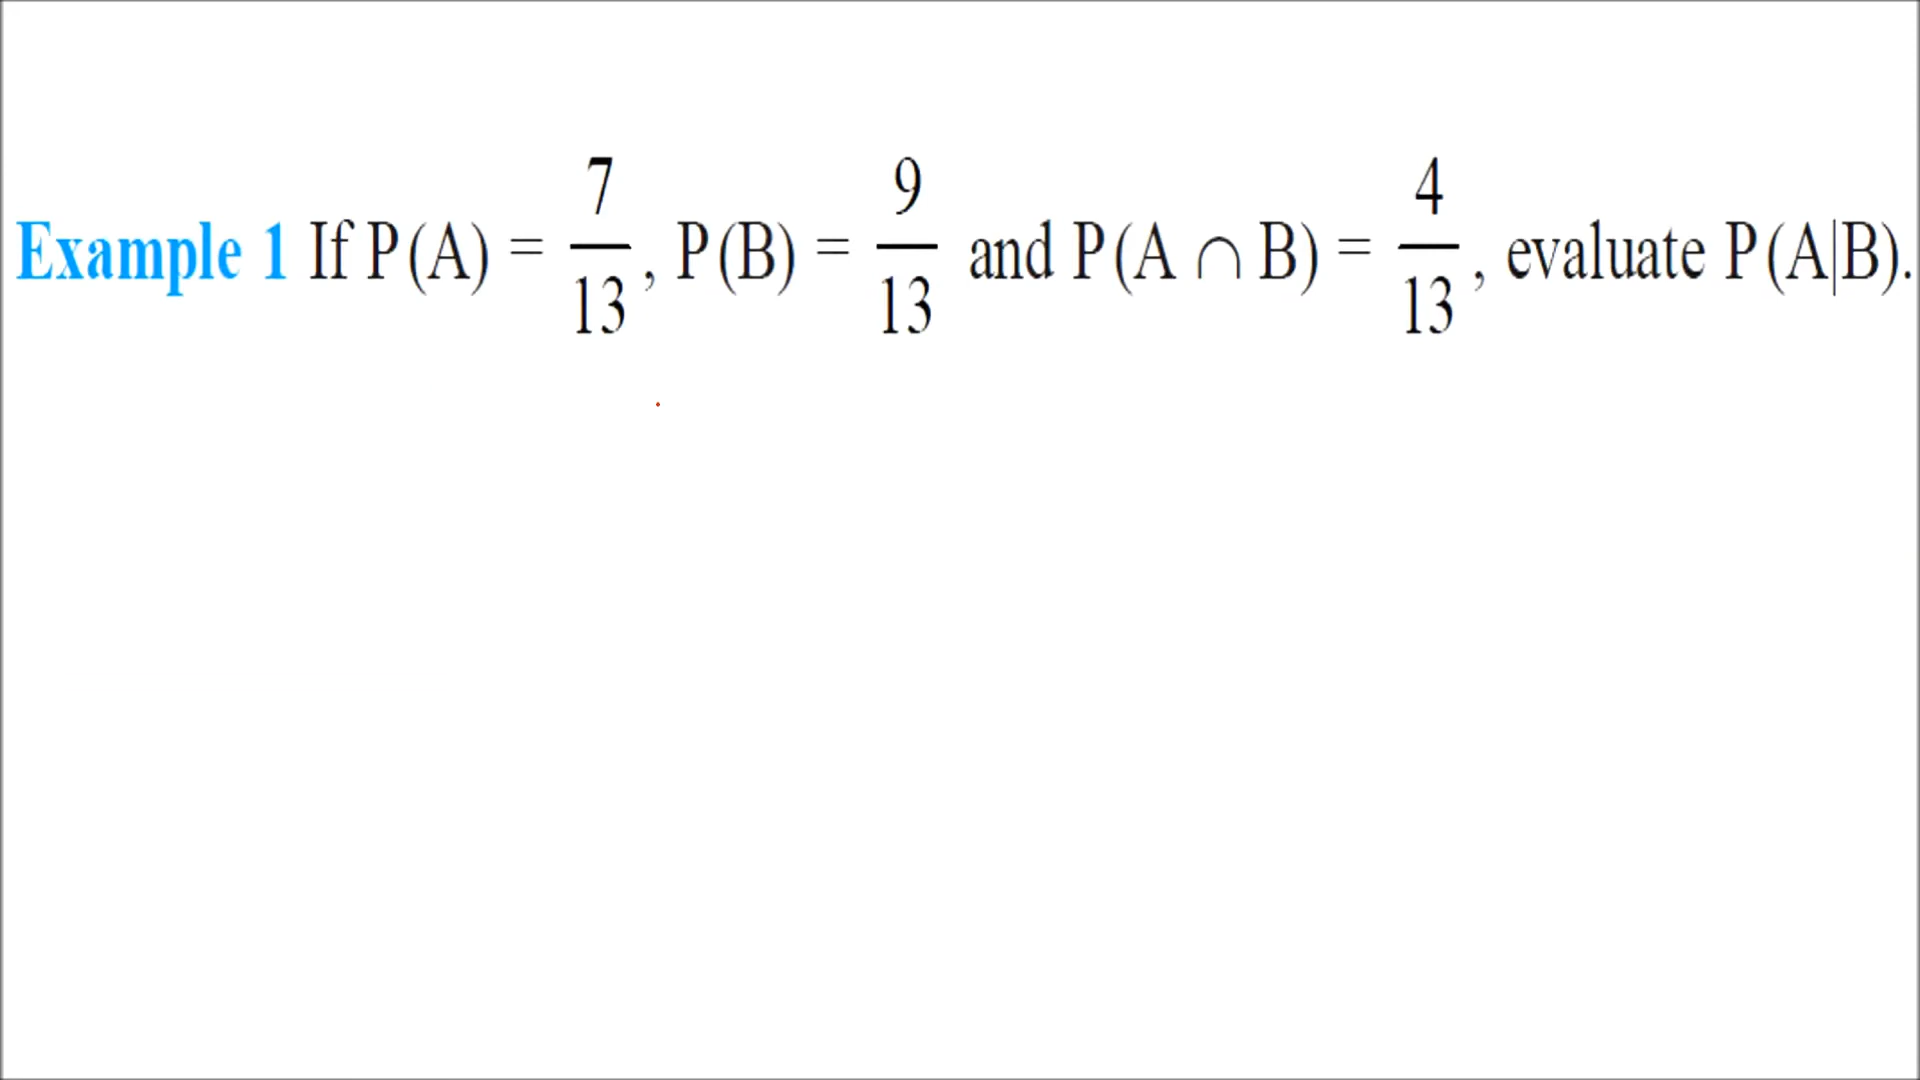 Example 1 If P(A) = 7/13, P(B) = 9/13 and P(A ∩ B) = 4/13, evaluate P(A|B).